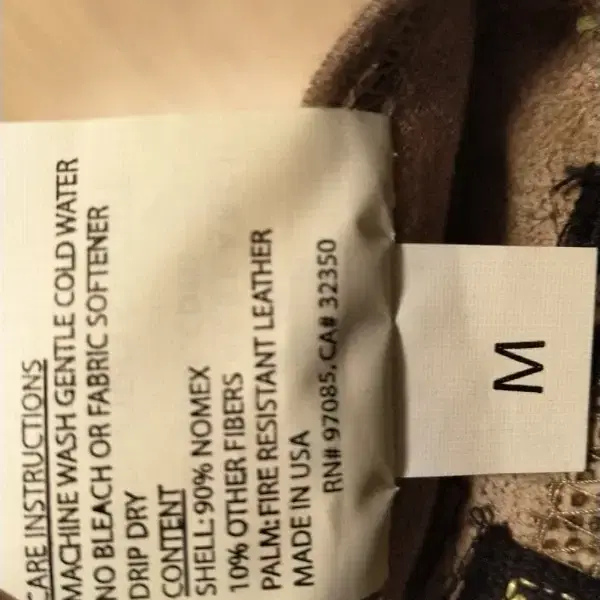 CARE INSTRUCTIONS
MACHINE WASH GENTLE COLD WATER
NO BLEACH OR FABRIC SOFTENER
DRIP DRY
CONTENT
SHELL:90% NOMEX
10% OTHER FIBERS
PALM:FIRE RESISTANT LEATHER
MADE IN USA
RN# 97085, CA# 32350
M